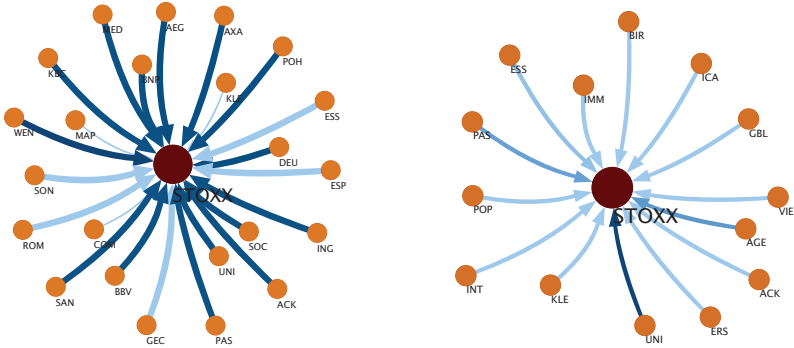 MED
AEG
AXA
POH
KBC
BNP
KLE
ESS
WEN
MAP
DEU
ESP
SON
STOXX
ROM
COM
SOC
ING
UNI
SAN
BBV
ACK
GEC
PAS
BIR
ESS
ICA
IMM
GBL
PAS
POP
STOXX
VIE
AGE
INT
KLE
ACK
ERS
UNI